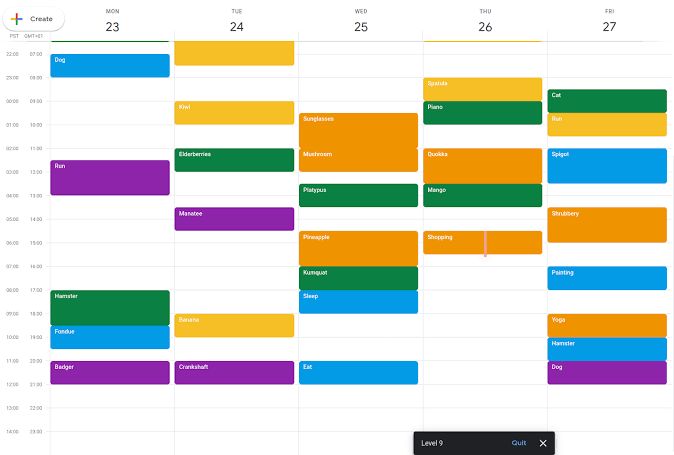 Create
MON
TUE
WED
THU
FRI
23
24
25
26
27
PST GMT+01
22:00 07:00
23:00 08:00
00:00 09:00
01:00 10:00
02:00 11:00
03:00 12:00
04:00 13:00
05:00 14:00
06:00 15:00
07:00 16:00
08:00 17:00
09:00 18:00
10:00 19:00
11:00 20:00
12:00 21:00
13:00 22:00
14:00 23:00
Dog
Run
Hamster
Fondue
Badger
Kiwi
Elderberries
Manatee
Banana
Crankshaft
Sunglasses
Mushroom
Platypus
Pineapple
Kumquat
Sleep
Eat
Spatula
Piano
Quokka
Mango
Shopping
Cat
Run
Spigot
Shrubbery
Painting
Yoga
Hamster
Dog
Level 9
Quit